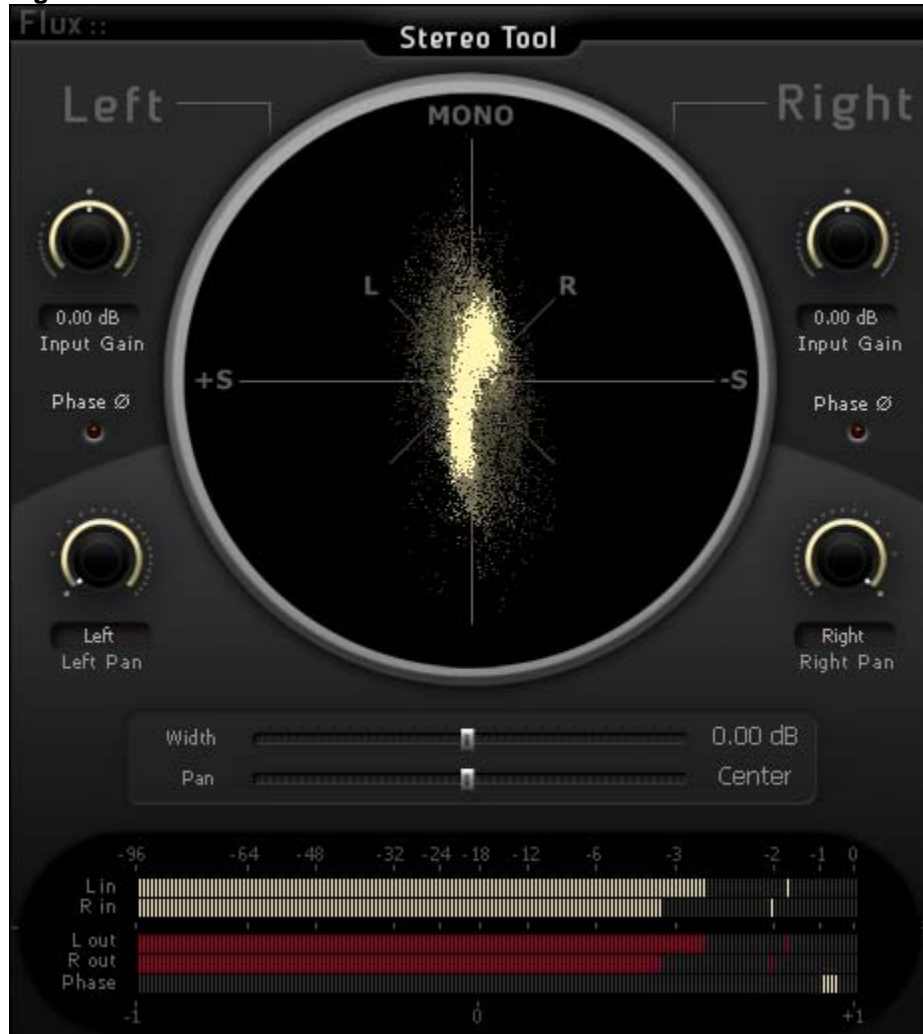 Flux ::
Stereo Tool
Left
Right
MONO
L
R
+S
-S
0.00 dB
Input Gain
0.00 dB
Input Gain
Phase Ø
Phase Ø
Left
Left Pan
Right
Right Pan
Width 0.00 dB
Pan Center
-96 -64 -48 -32 -24 -18 -12 -6 -3 -2 -1 0
L in
R in
L out
R out
Phase
-1 0 +1